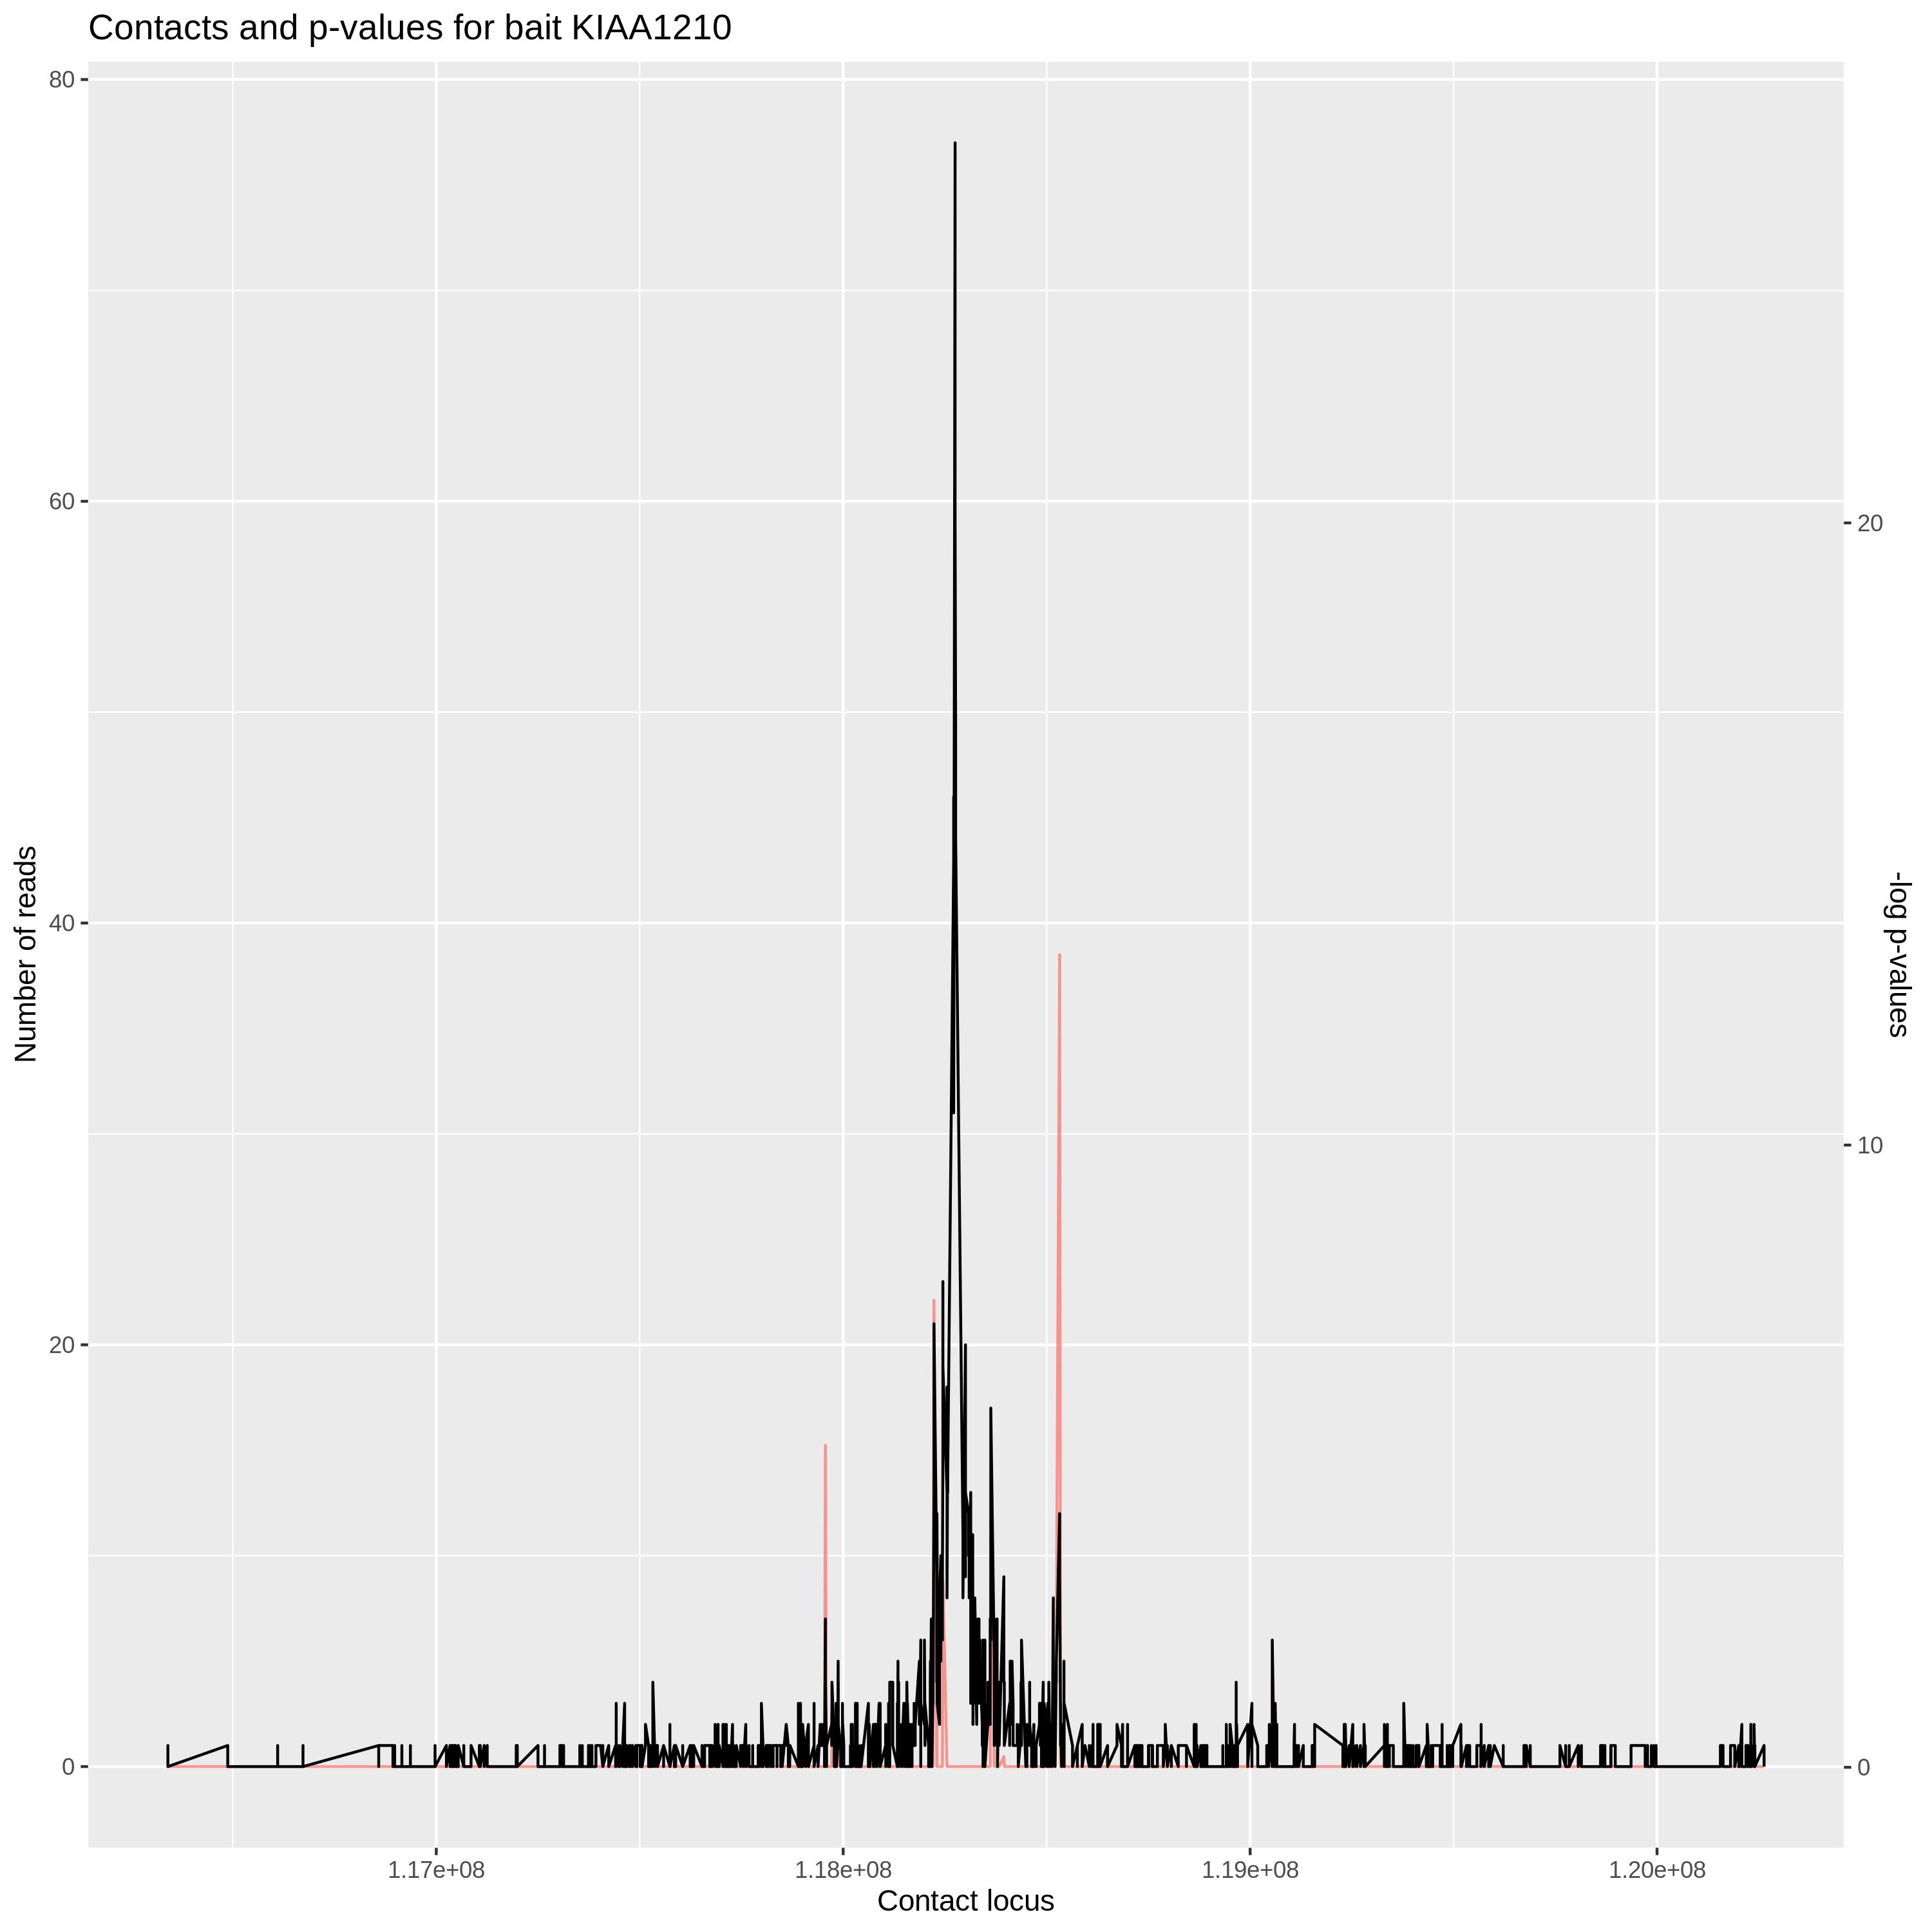 Contacts and p-values for bait KIAA1210
80
60
40
20
0
Number of reads
20
10
0
-log p-values
1.17e+08
1.18e+08
1.19e+08
1.20e+08
Contact locus